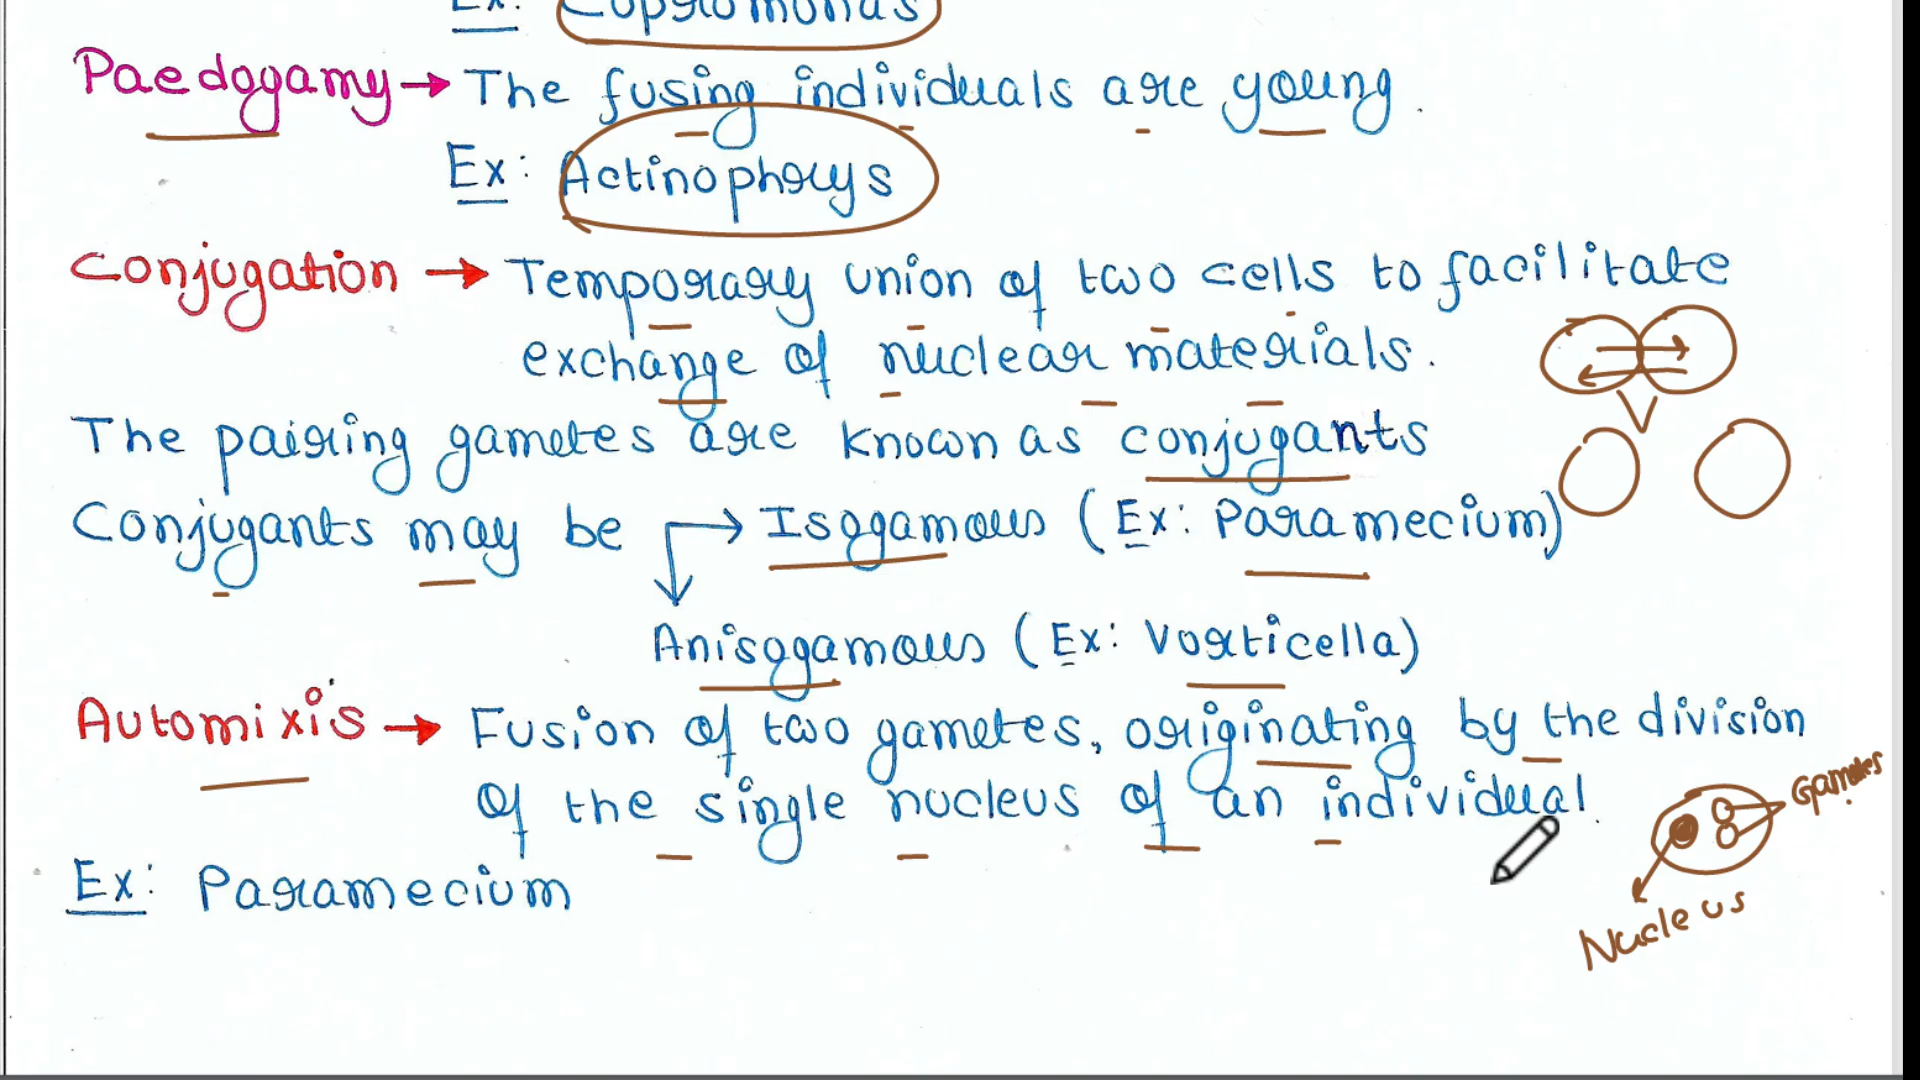 Ex: Copromonas
Paedogamy → The fusing individuals are young.
Ex: Actinophrys
Conjugation → Temporary union of two cells to facilitate
exchange of nuclear materials.
The pairing gametes are known as conjugants
Conjugants may be → Isogamous (Ex: Paramecium)
Anisogamous (Ex: Vorticella)
Automixis → Fusion of two gametes, originating by the division
of the single nucleus of an individual.
Gametes
Ex: Paramecium
Nucleus